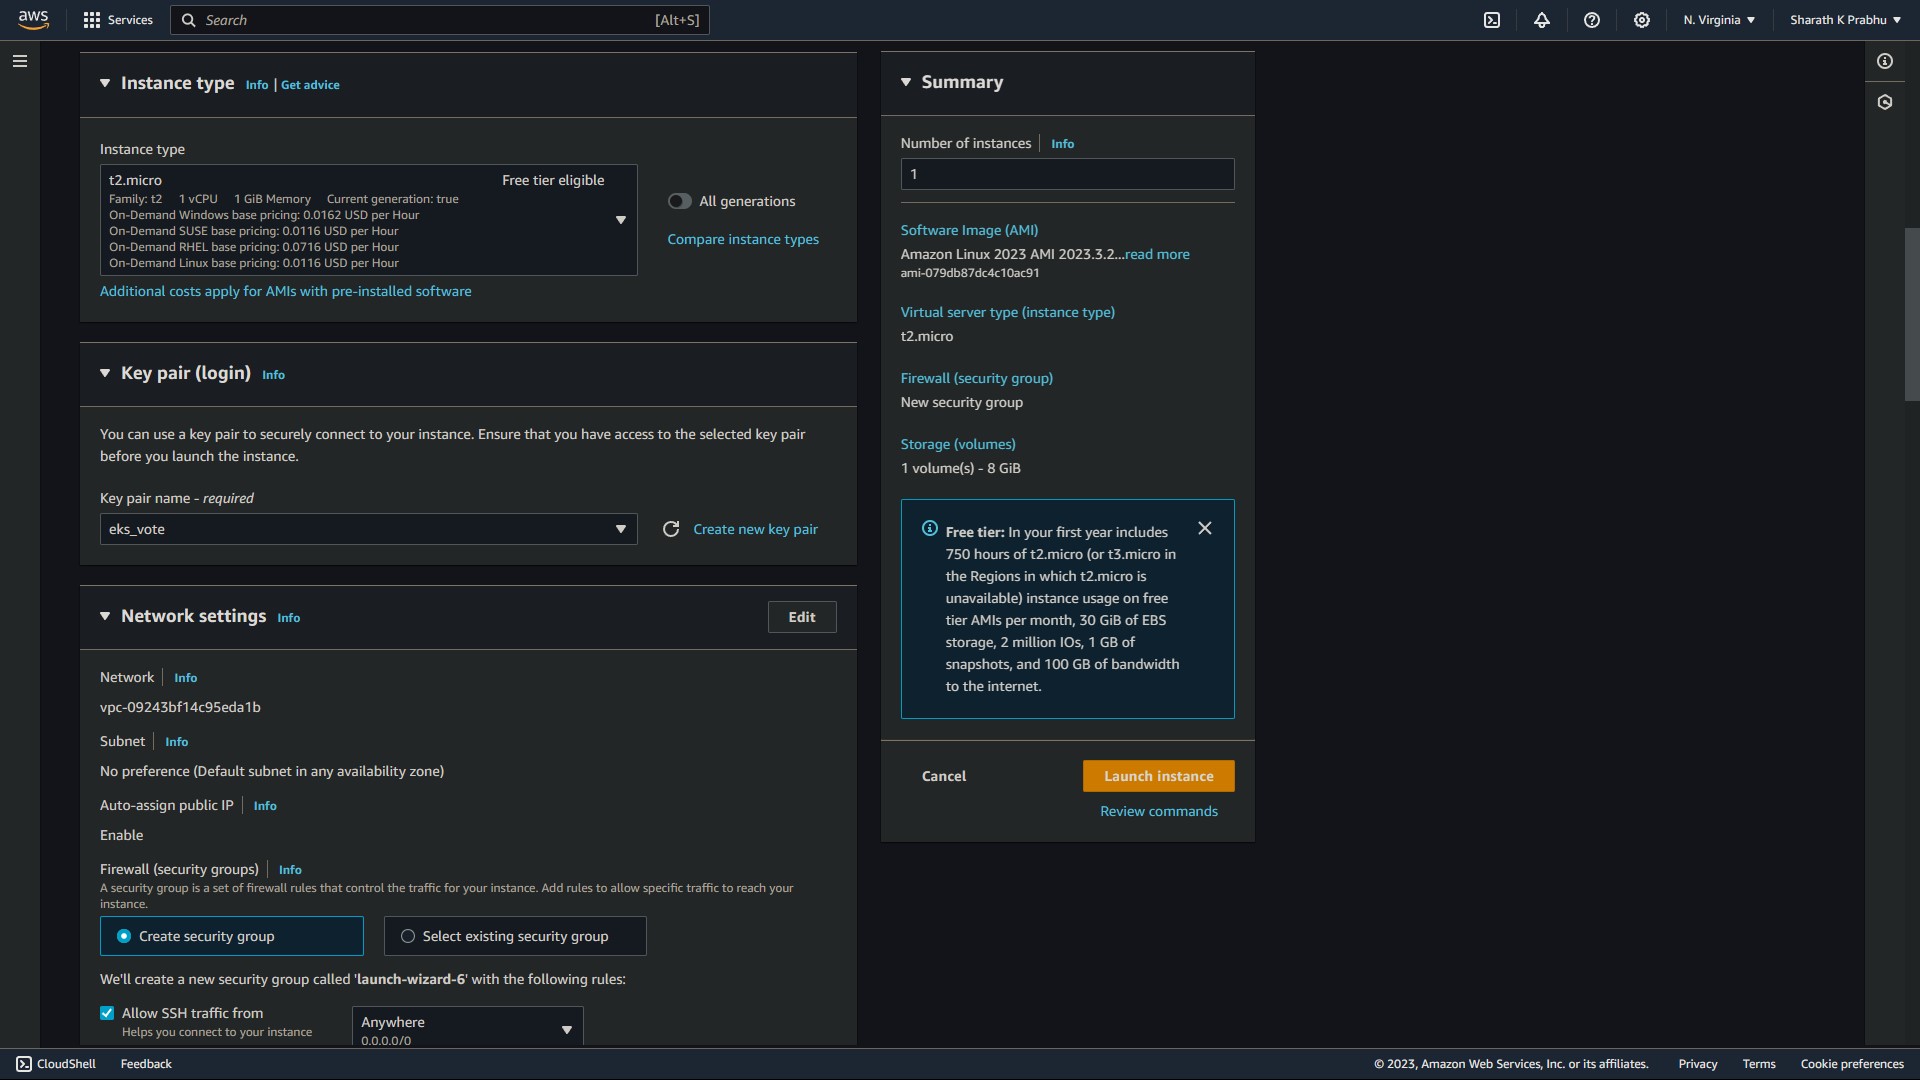 aws
Services
Search
[Alt+S]
N. Virginia
Sharath K Prabhu
Instance type
Info | Get advice
Instance type
t2.micro
Free tier eligible
Family: t2 1 vCPU 1 GiB Memory Current generation: true
On-Demand Windows base pricing: 0.0162 USD per Hour
On-Demand SUSE base pricing: 0.0116 USD per Hour
On-Demand RHEL base pricing: 0.0716 USD per Hour
On-Demand Linux base pricing: 0.0116 USD per Hour
All generations
Compare instance types
Additional costs apply for AMIs with pre-installed software
Key pair (login)
Info
You can use a key pair to securely connect to your instance. Ensure that you have access to the selected key pair
before you launch the instance.
Key pair name - required
eks_vote
Create new key pair
Network settings
Info
Edit
Network
Info
vpc-09243bf14c95eda1b
Subnet
Info
No preference (Default subnet in any availability zone)
Auto-assign public IP
Info
Enable
Firewall (security groups)
Info
A security group is a set of firewall rules that control the traffic for your instance. Add rules to allow specific traffic to reach your
instance.
Create security group
Select existing security group
We'll create a new security group called 'launch-wizard-6' with the following rules:
Allow SSH traffic from
Helps you connect to your instance
Anywhere
0.0.0.0/0
Summary
Number of instances
Info
1
Software Image (AMI)
Amazon Linux 2023 AMI 2023.3.2...read more
ami-079db87dc4c10ac91
Virtual server type (instance type)
t2.micro
Firewall (security group)
New security group
Storage (volumes)
1 volume(s) - 8 GiB
Free tier: In your first year includes
750 hours of t2.micro (or t3.micro in
the Regions in which t2.micro is
unavailable) instance usage on free
tier AMIs per month, 30 GiB of EBS
storage, 2 million IOs, 1 GB of
snapshots, and 100 GB of bandwidth
to the internet.
Cancel
Launch instance
Review commands
CloudShell
Feedback
© 2023, Amazon Web Services, Inc. or its affiliates.
Privacy
Terms
Cookie preferences